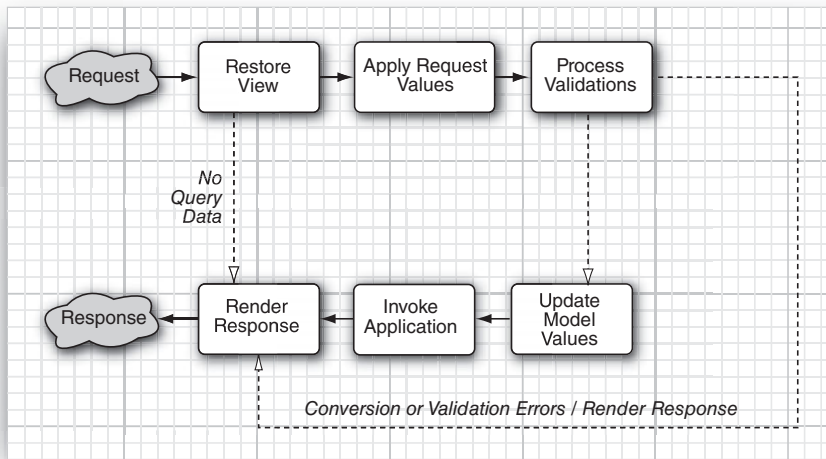 Request
Restore
View
Apply Request
Values
Process
Validations
No
Query
Data
Response
Render
Response
Invoke
Application
Update
Model
Values
Conversion or Validation Errors / Render Response